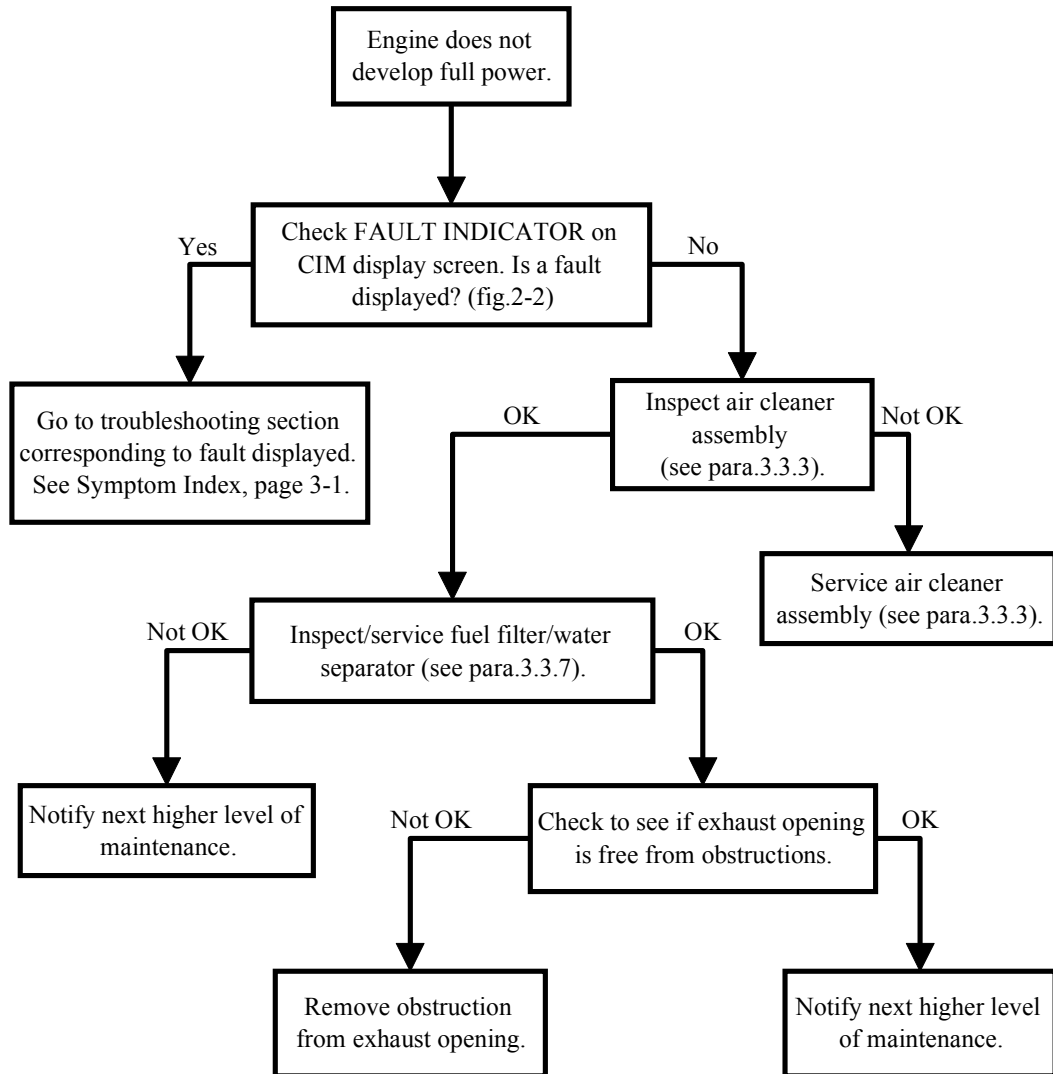 Engine does not
develop full power.
Check FAULT INDICATOR on
CIM display screen. Is a fault
displayed? (fig.2-2)
Yes
No
Go to troubleshooting section
corresponding to fault displayed.
See Symptom Index, page 3-1.
Inspect air cleaner
assembly
(see para.3.3.3).
OK
Not OK
Service air cleaner
assembly (see para.3.3.3).
Inspect/service fuel filter/water
separator (see para.3.3.7).
Not OK
OK
Notify next higher level of
maintenance.
Check to see if exhaust opening
is free from obstructions.
Not OK
OK
Remove obstruction
from exhaust opening.
Notify next higher level
of maintenance.